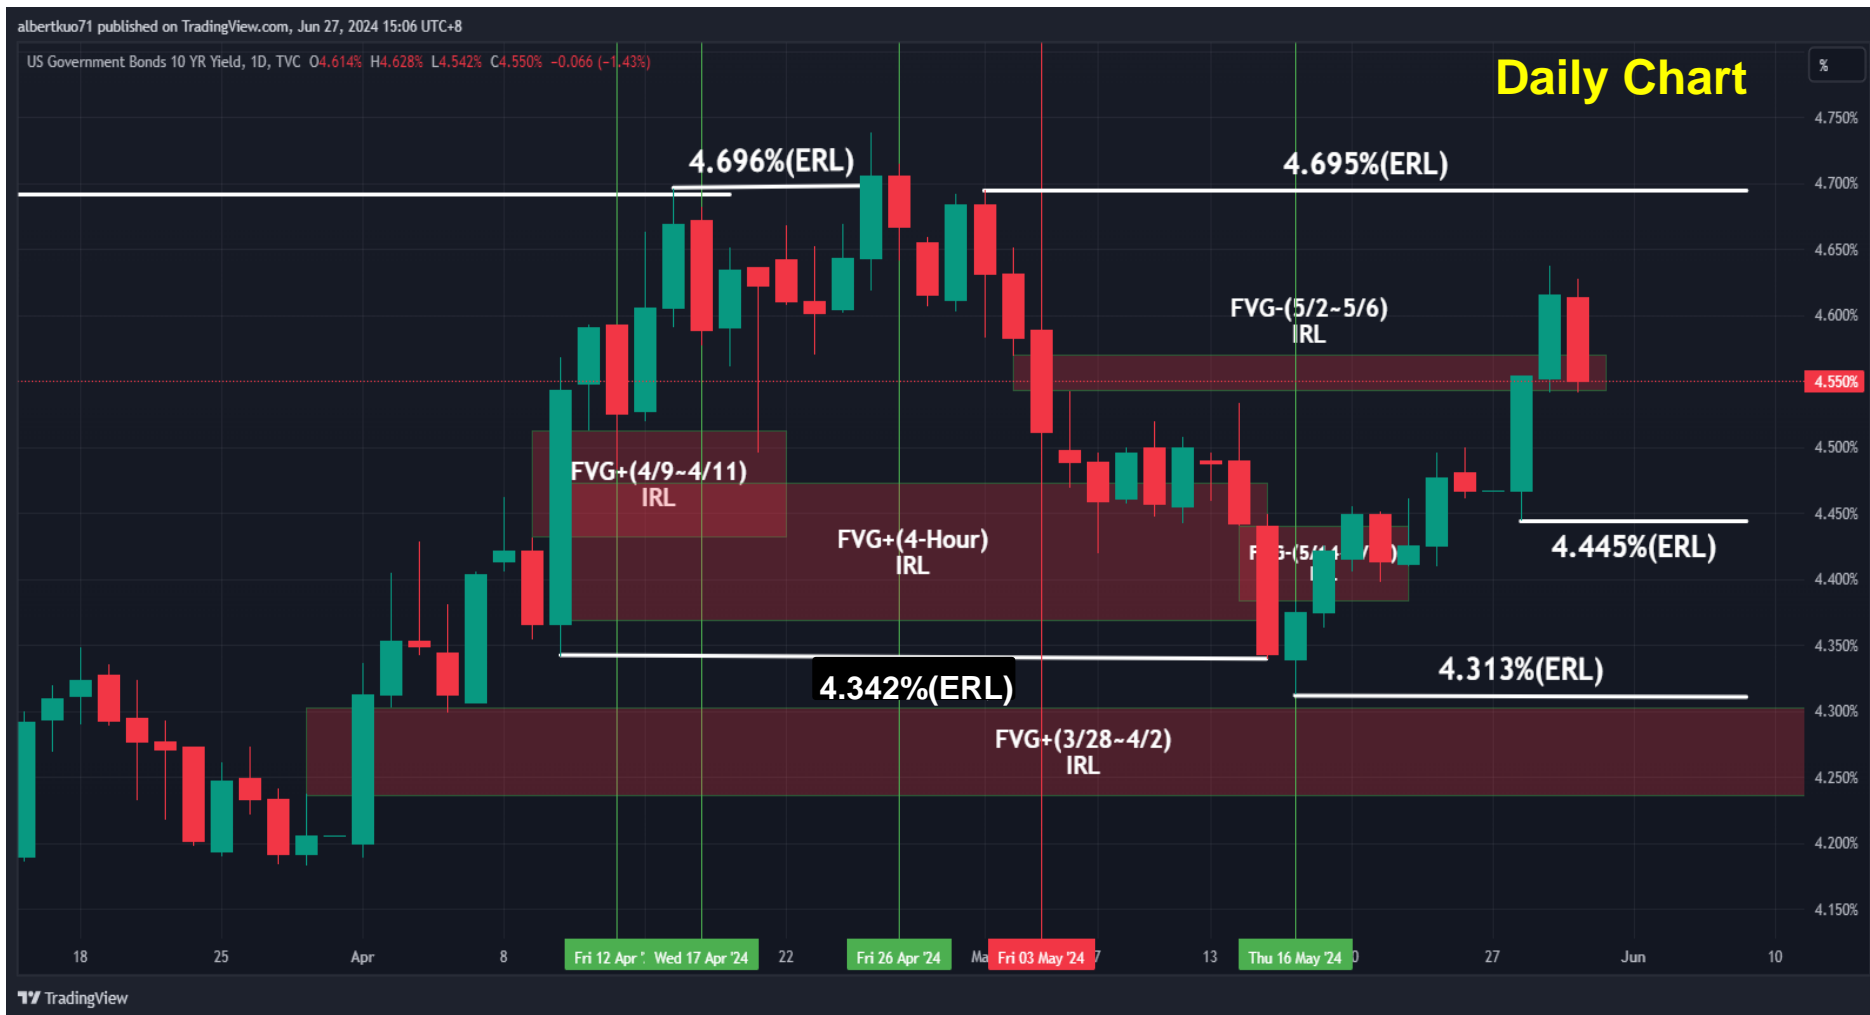 albertkuo71 published on TradingView.com, Jun 27, 2024 15:06 UTC+8
US Government Bonds 10 YR Yield, 1D, TVC O4.614% H4.628% L4.542% C4.550% −0.066 (−1.43%)
Daily Chart
%
4.750%
4.696%(ERL)
4.695%(ERL)
4.700%
4.650%
FVG-(5/2~5/6)
IRL
4.600%
4.550%
4.500%
FVG+(4/9~4/11)
IRL
4.450%
FVG+(4-Hour)
IRL
4.445%(ERL)
4.400%
4.350%
4.342%(ERL)
4.313%(ERL)
4.300%
FVG+(3/28~4/2)
IRL
4.250%
4.200%
4.150%
18 25 Apr 8 Fri 12 Apr Wed 17 Apr '24 22 Fri 26 Apr '24 Fri 03 May '24 13 Thu 16 May '24 27 Jun 10
TradingView